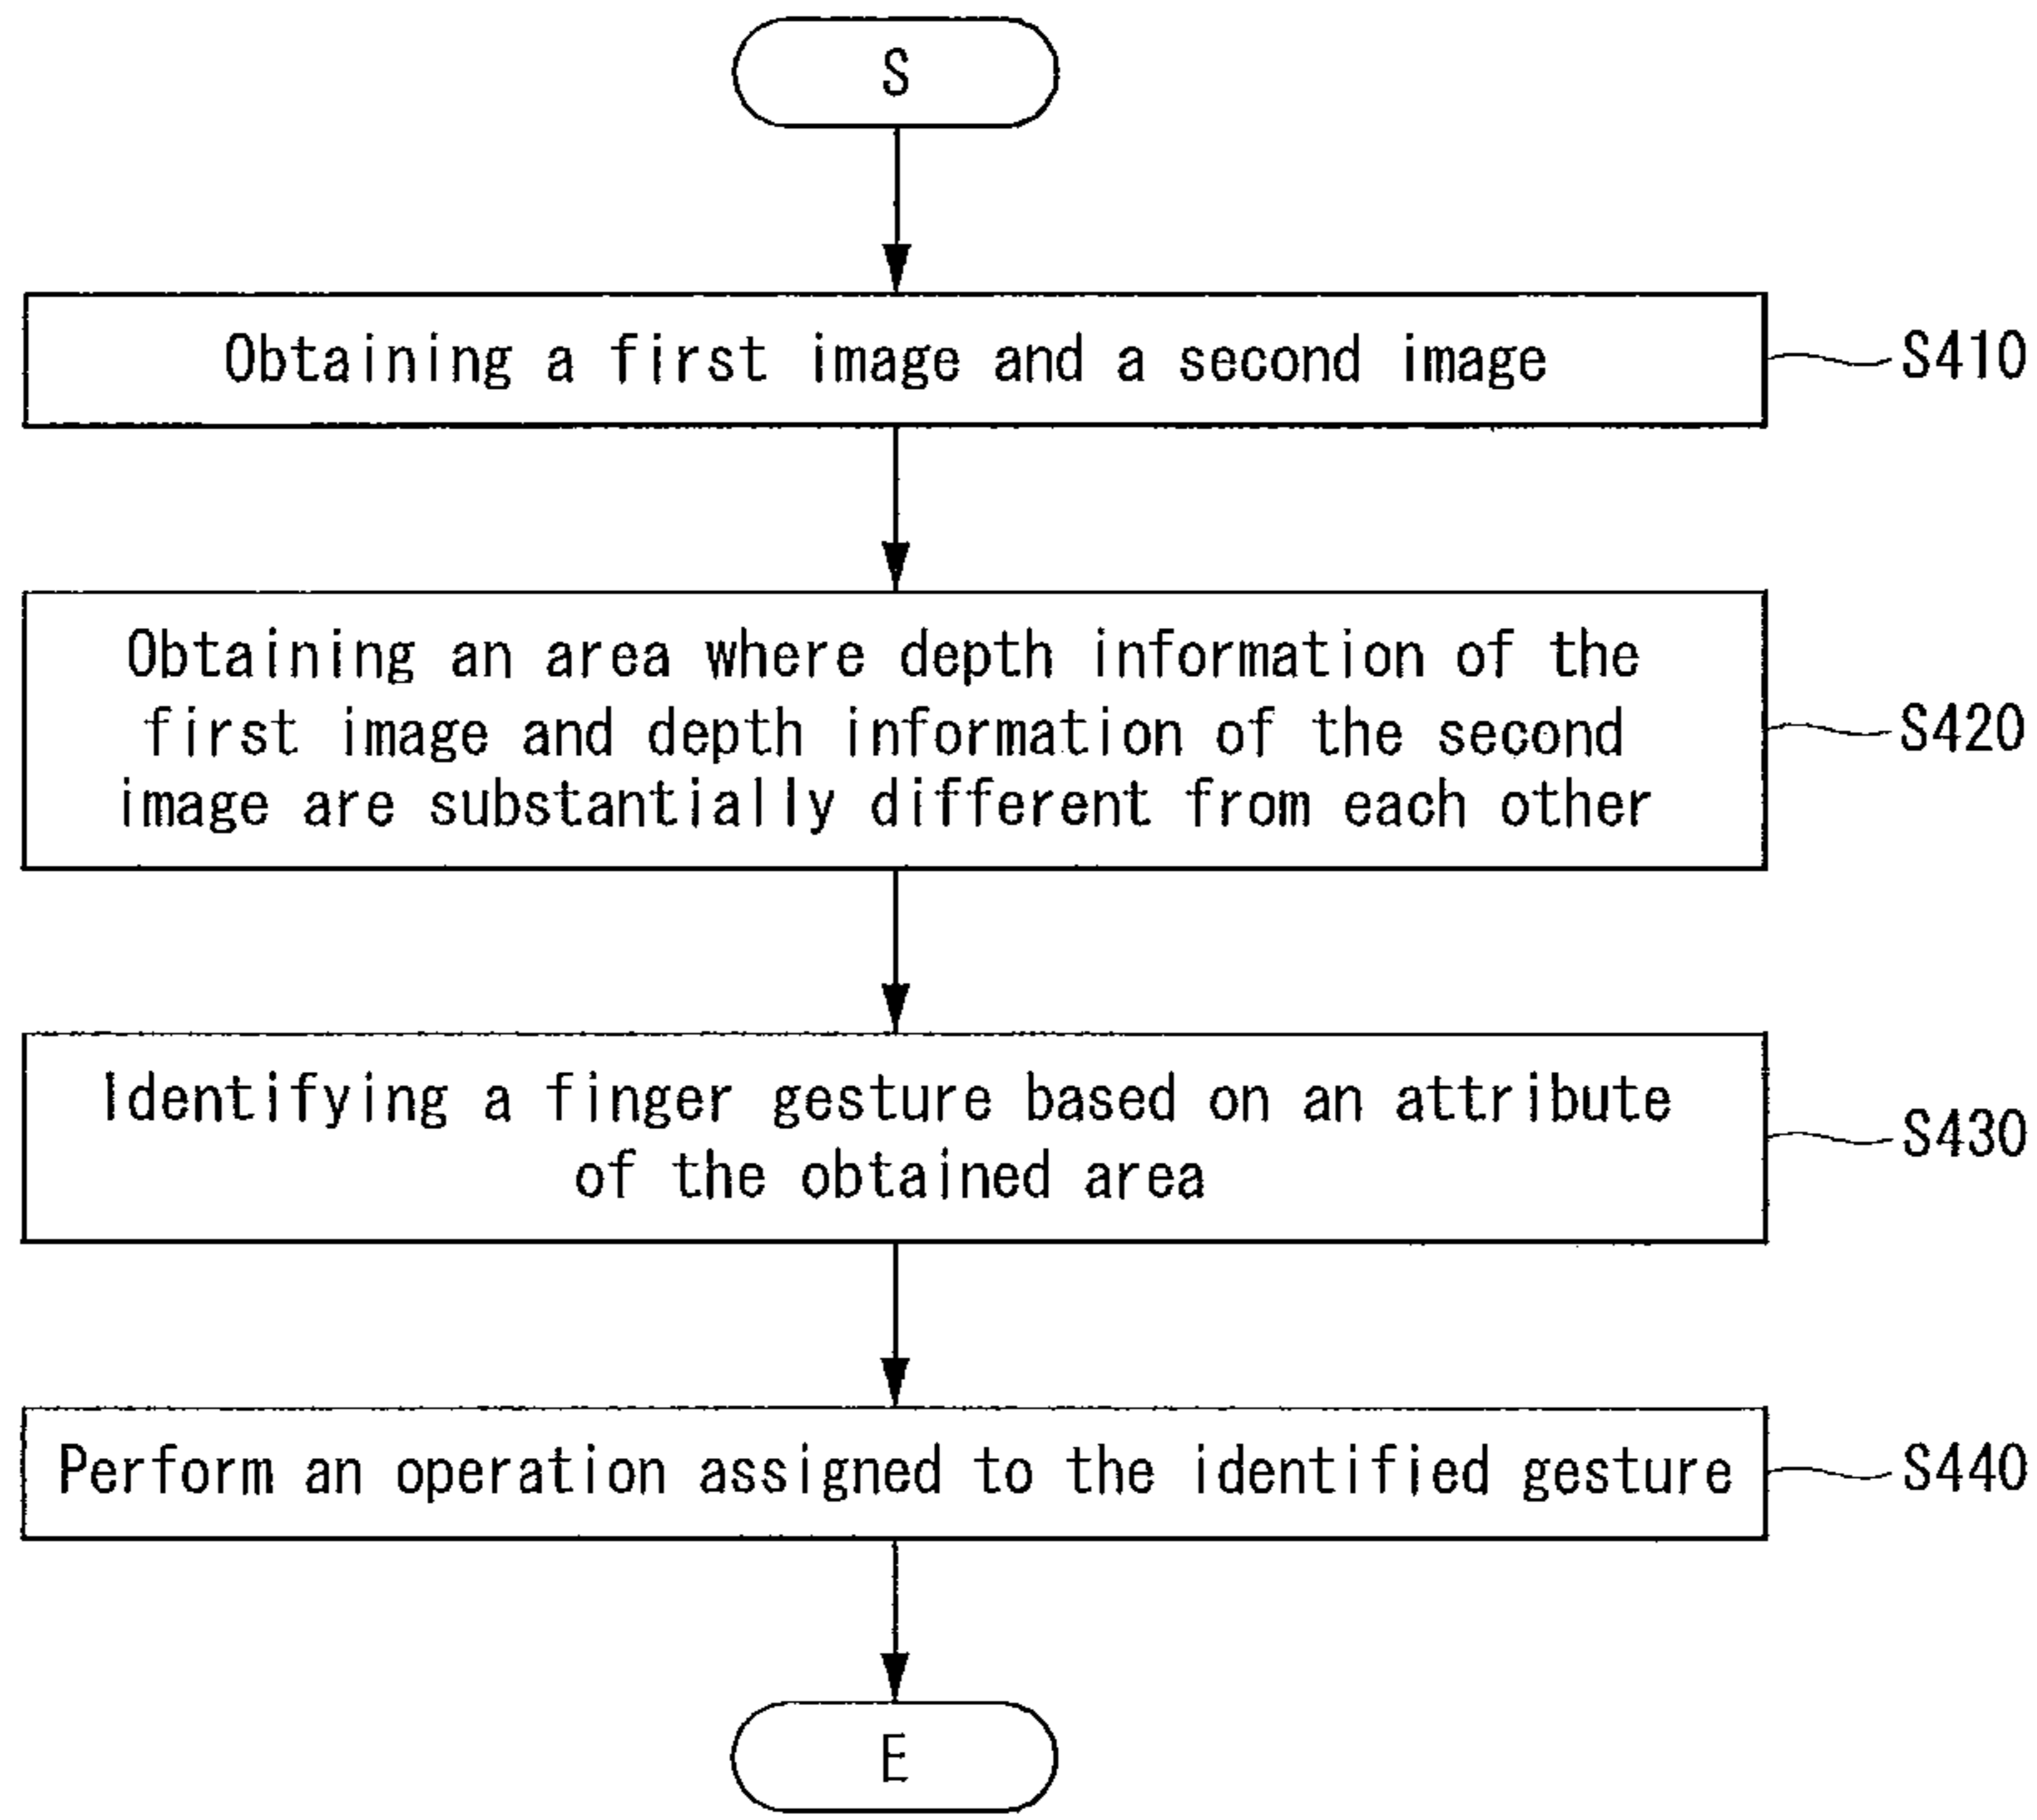 S
Obtaining a first image and a second image
S410
Obtaining an area where depth information of the
first image and depth information of the second
image are substantially different from each other
S420
Identifying a finger gesture based on an attribute
of the obtained area
S430
Perform an operation assigned to the identified gesture
S440
E